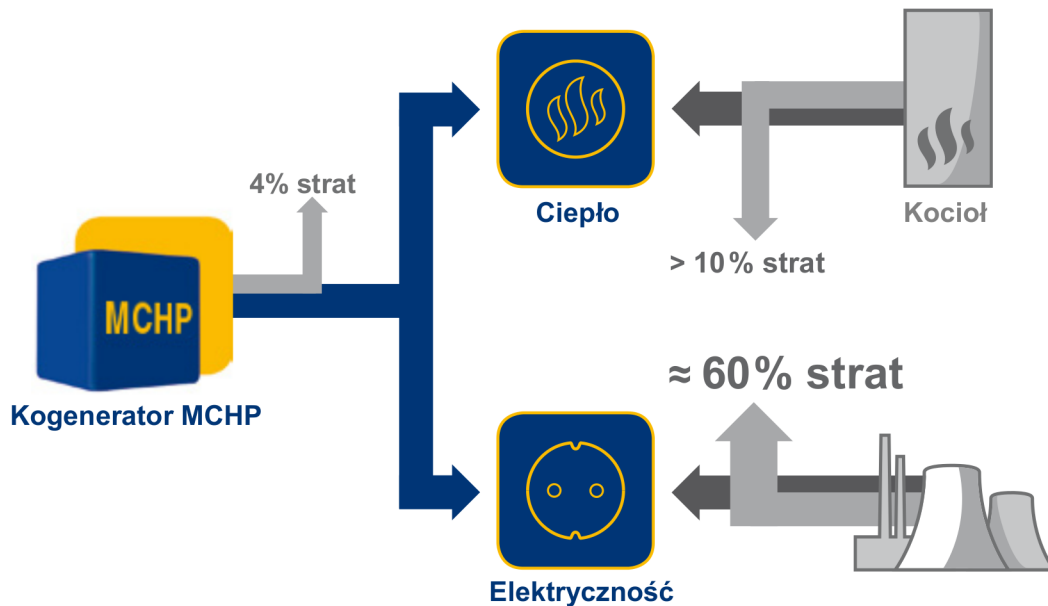 4% strat
MCHP
Kogenerator MCHP
Ciepło
Kocioł
> 10% strat
≈ 60% strat
Elektryczność